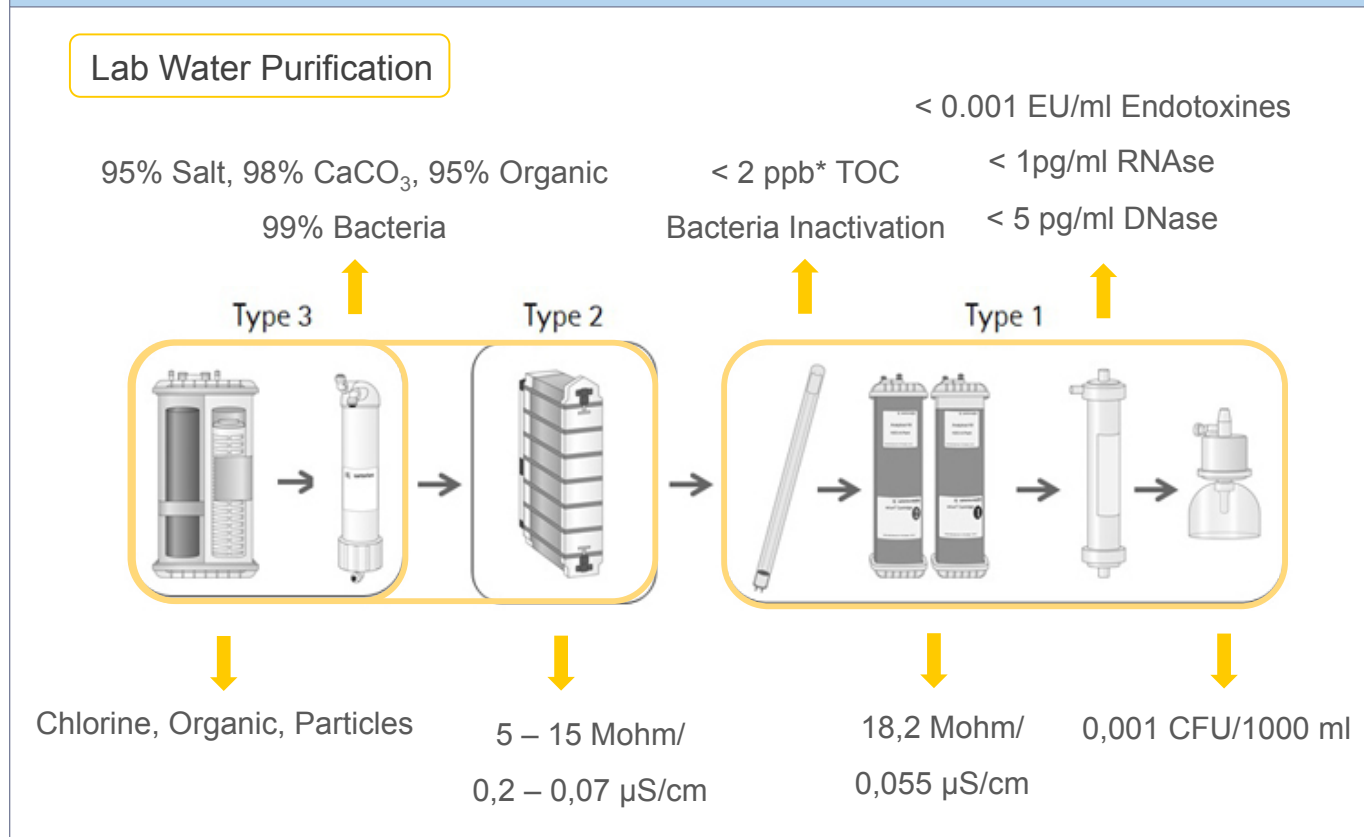 Lab Water Purification
< 0.001 EU/ml Endotoxines
< 1pg/ml RNAse
< 5 pg/ml DNase
95% Salt, 98% CaCO₃, 95% Organic
99% Bacteria
< 2 ppb* TOC
Bacteria Inactivation
Type 3
Type 2
Type 1
Chlorine, Organic, Particles
5 – 15 Mohm/
0,2 – 0,07 µS/cm
18,2 Mohm/
0,055 µS/cm
0,001 CFU/1000 ml